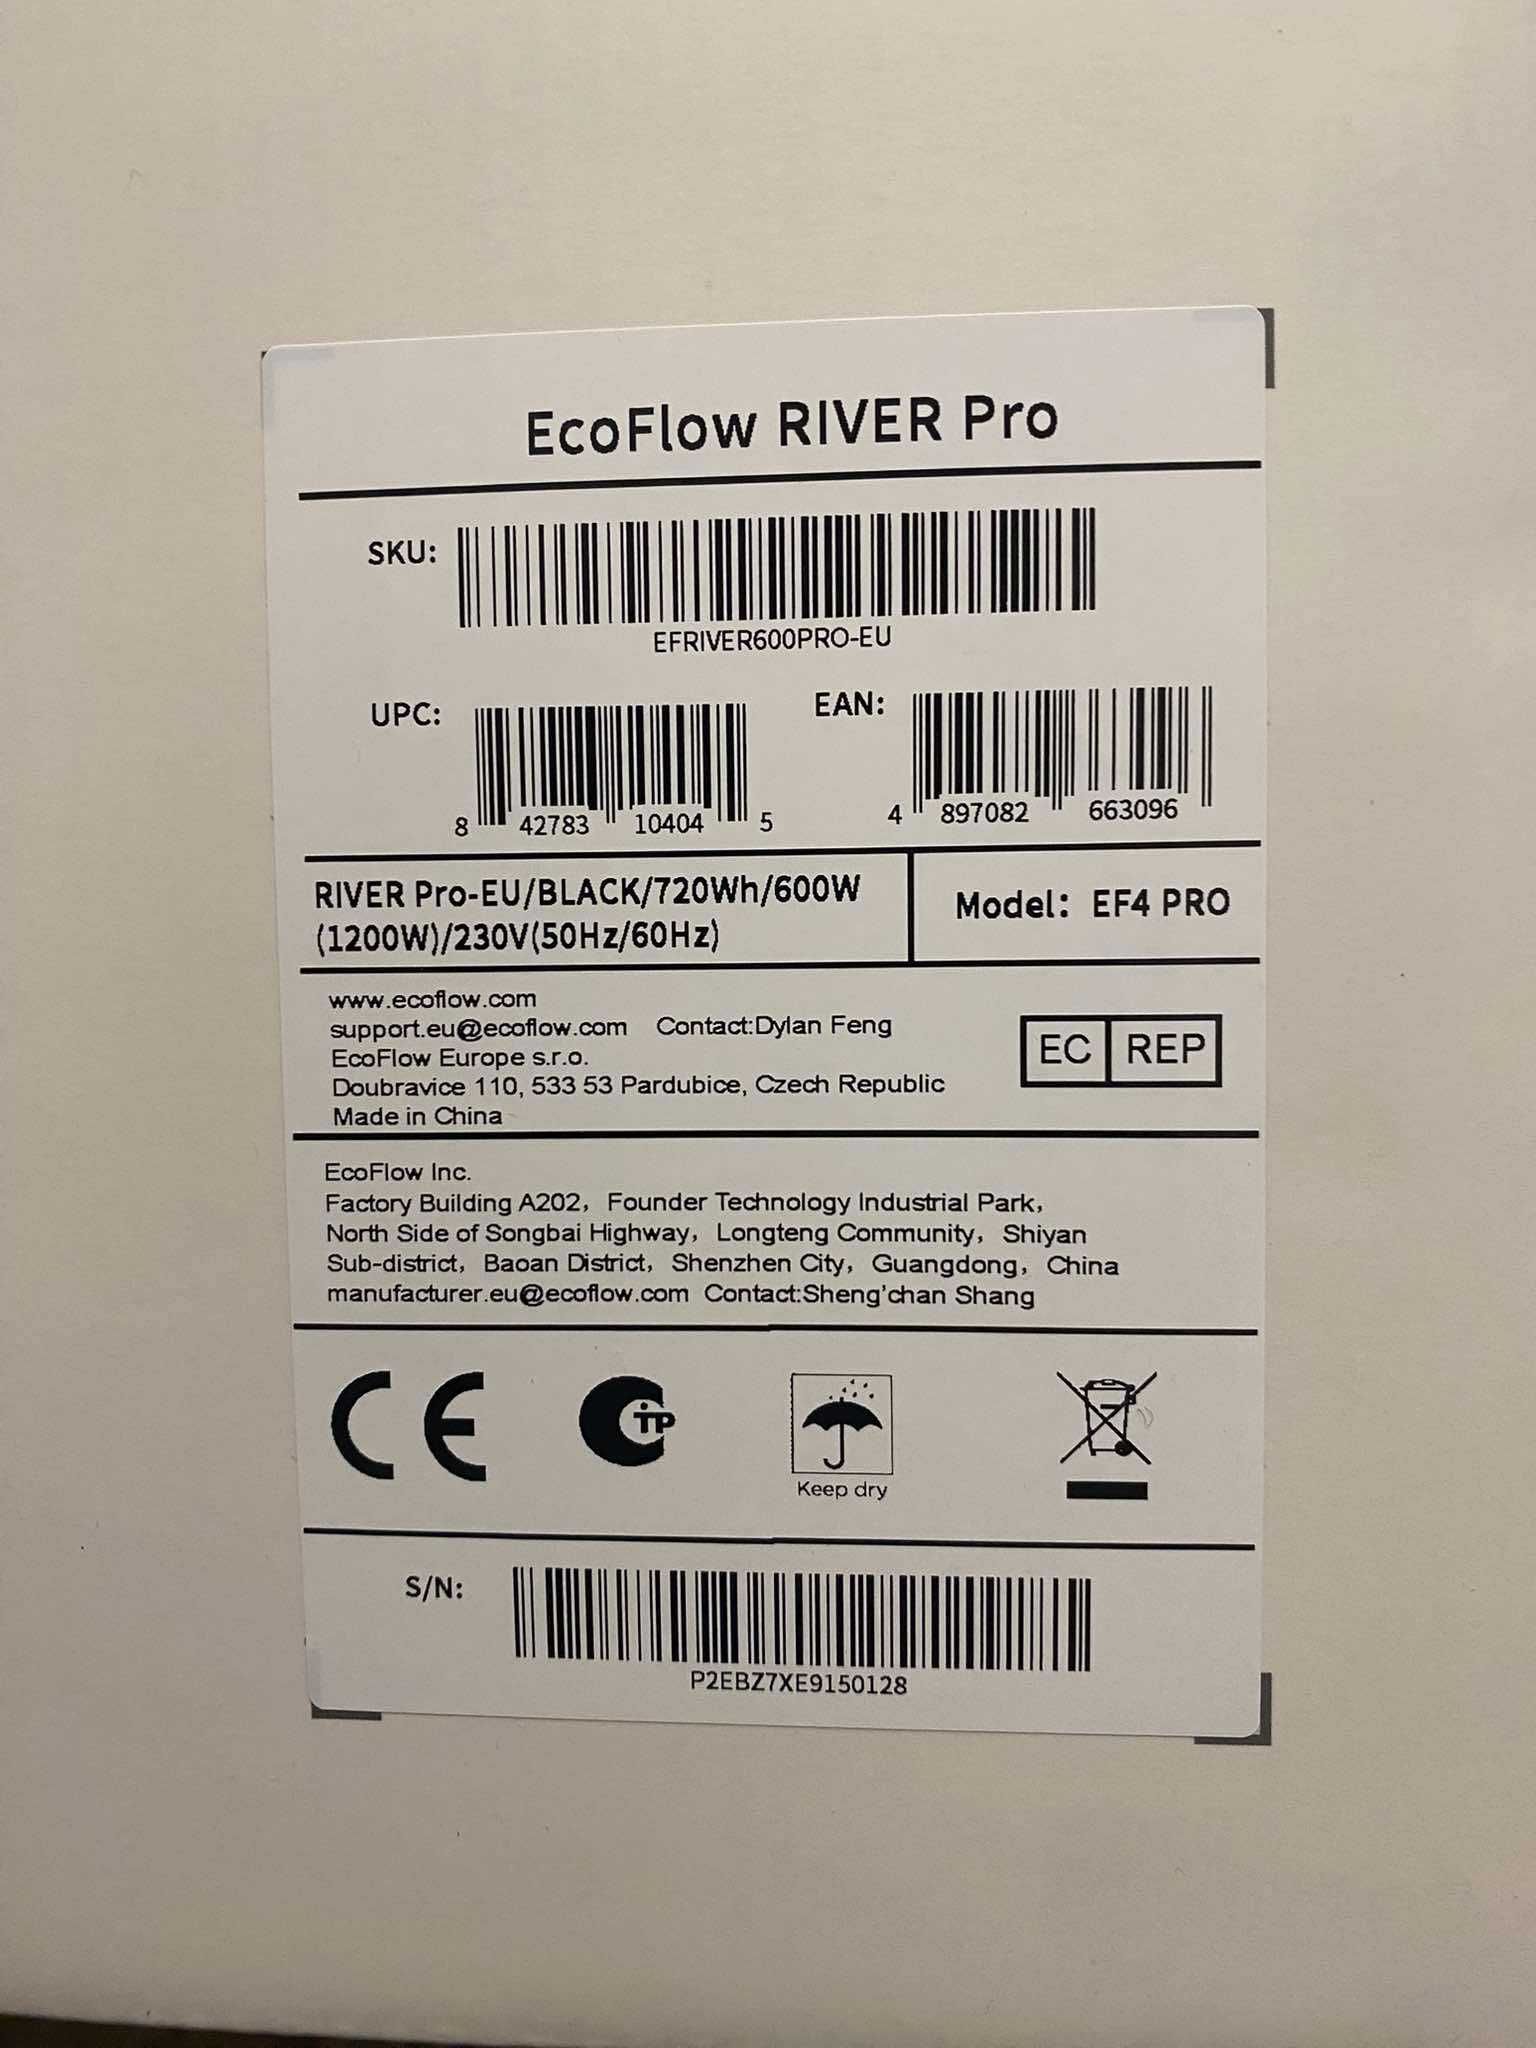 EcoFlow RIVER Pro
SKU:
EFRIVER600PRO-EU
UPC:
8 42783 10404 5
EAN:
4 897082 663096
RIVER Pro-EU/BLACK/720Wh/600W
(1200W)/230V(50Hz/60Hz)
Model: EF4 PRO
www.ecoflow.com
support.eu@ecoflow.com Contact:Dylan Feng
EcoFlow Europe s.r.o.
Doubravice 110, 533 53 Pardubice, Czech Republic
Made in China
EC REP
EcoFlow Inc.
Factory Building A202, Founder Technology Industrial Park,
North Side of Songbai Highway, Longteng Community, Shiyan
Sub-district, Baoan District, Shenzhen City, Guangdong, China
manufacturer.eu@ecoflow.com Contact:Sheng'chan Shang
CE
CTP
Keep dry
S/N:
P2EBZ7XE9150128